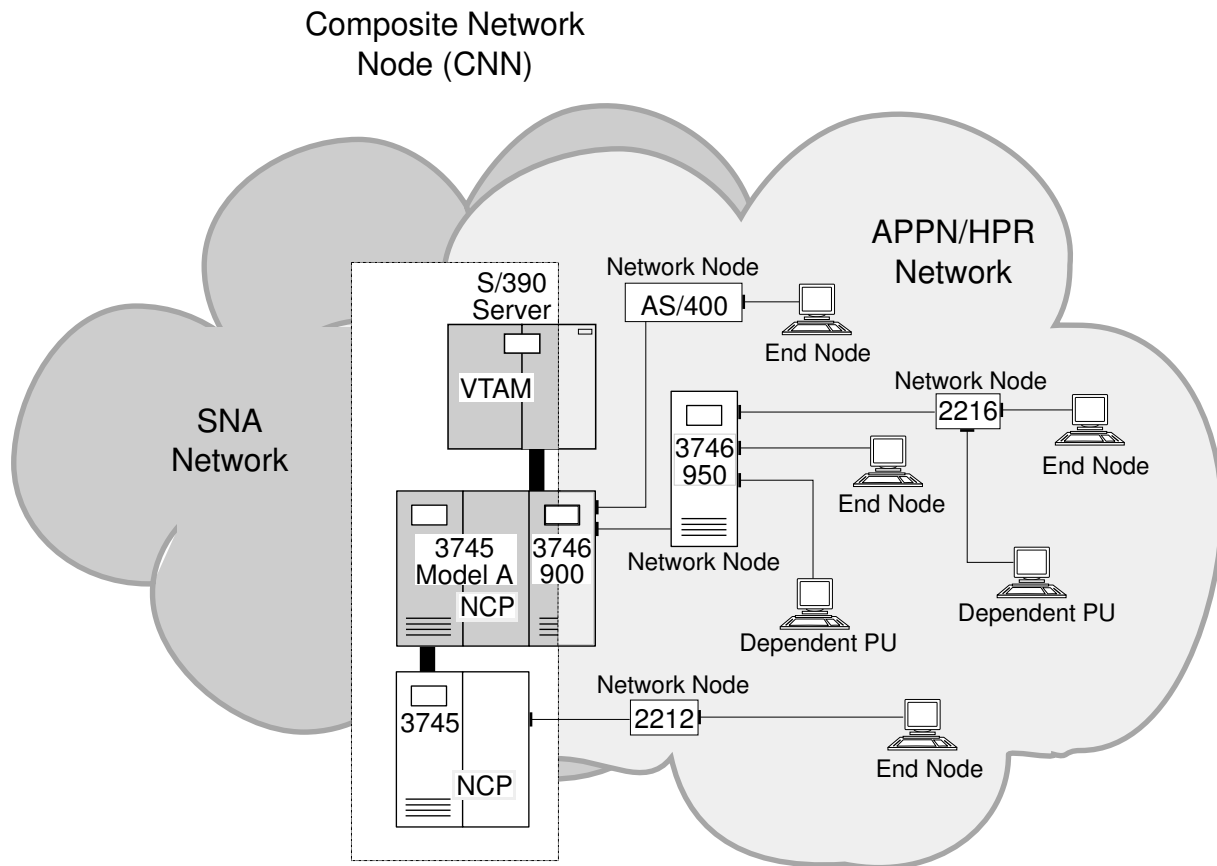 Composite Network
Node (CNN)
APPN/HPR
Network
SNA
Network
S/390
Server
VTAM
Network Node
AS/400
End Node
Network Node
2216
End Node
3746
950
End Node
Network Node
3745
Model A
NCP
3746
900
Dependent PU
Dependent PU
Network Node
2212
3745
NCP
End Node